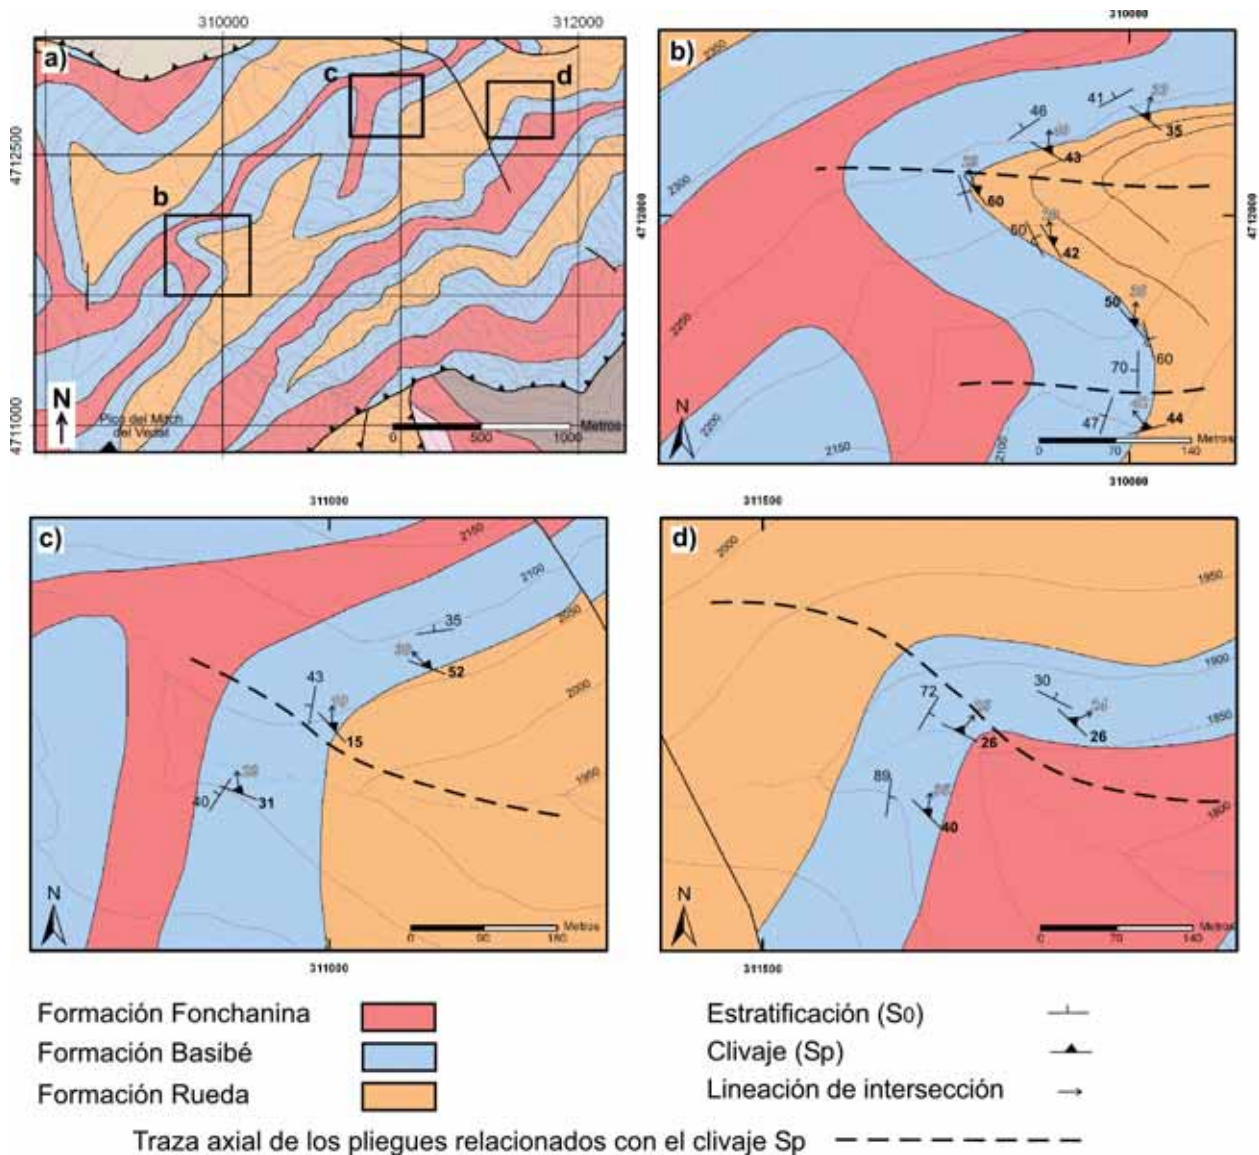 310000
312000
310000
a)
c
d
b
4712500
4711000
N
Pico del Mitch
del Vedat
0
500
1000
Metros
b)
2200
2300
2250
2200
2150
2100
4712000
41
46
35
43
60
60
42
50
60
70
47
44
N
Metros
0
70
140
310000
311000
311500
c)
2150
2100
2050
2000
1950
35
52
43
15
40
31
N
Metros
0
90
180
311000
d)
2000
1950
1900
1850
1800
30
72
26
26
89
40
N
Metros
0
70
140
311500
Formación Fonchanina
Formación Basibé
Formación Rueda
Estratificación (S0)
Clivaje (Sp)
Lineación de intersección
Traza axial de los pliegues relacionados con el clivaje Sp